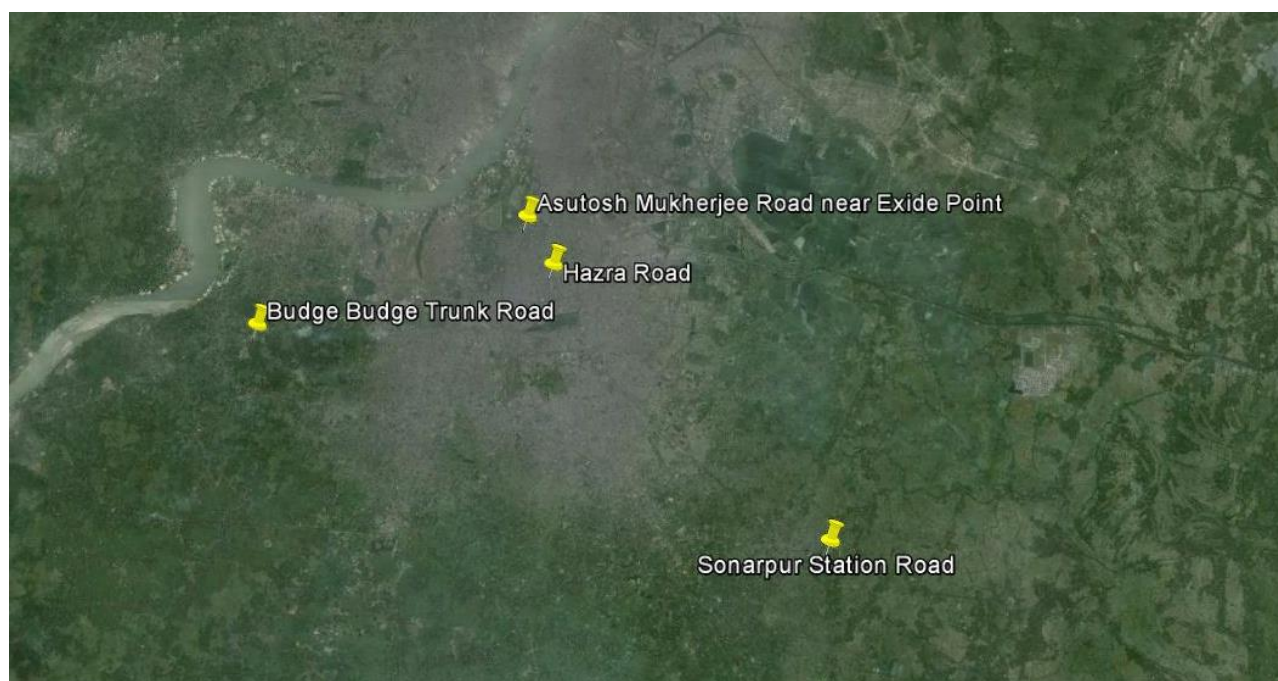 Asutosh Mukherjee Road near Exide Point
Hazra Road
Budge Budge Trunk Road
Sonarpur Station Road